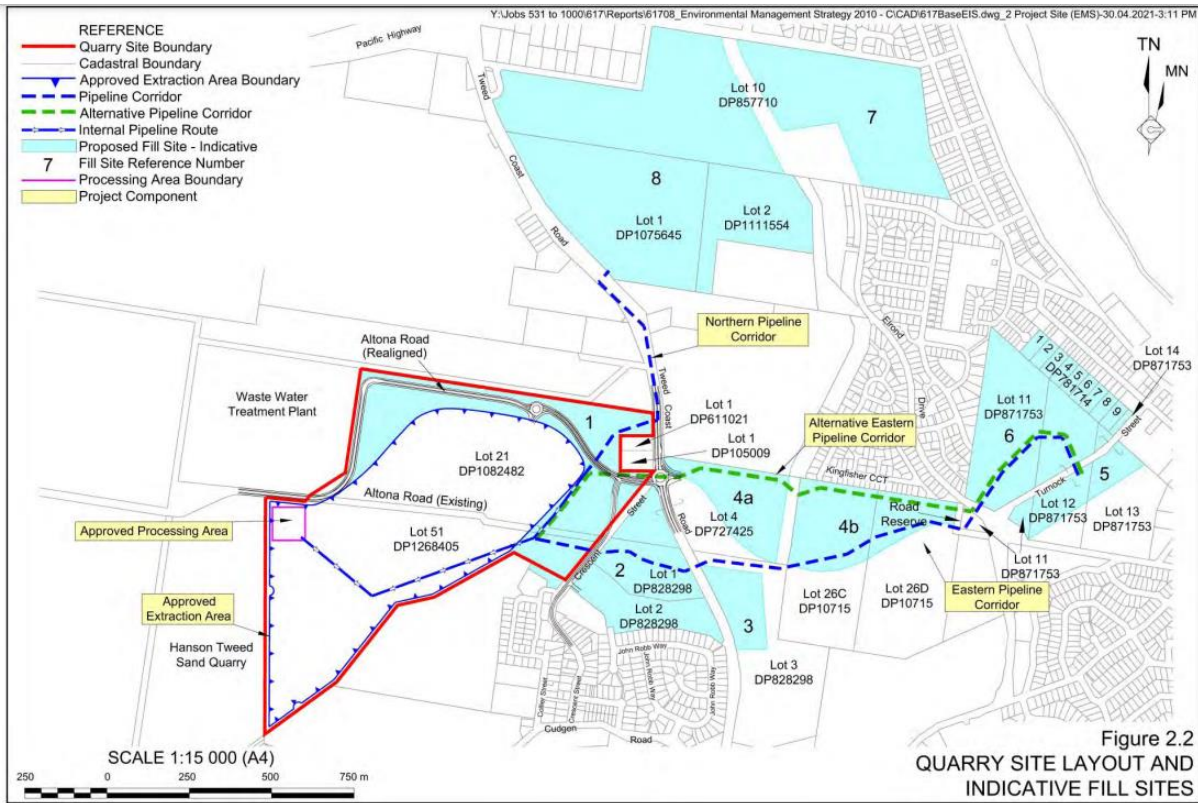 Y:\Jobs 531 to 1000\617\Reports\61708_Environmental Management Strategy 2010 - C\CAD\617BaseEIS.dwg_2 Project Site (EMS)-30.04.2021-3:11 PM
REFERENCE
Quarry Site Boundary
Cadastral Boundary
Approved Extraction Area Boundary
Pipeline Corridor
Alternative Pipeline Corridor
Internal Pipeline Route
Proposed Fill Site - Indicative
7 Fill Site Reference Number
Processing Area Boundary
Project Component
Pacific Highway
Tweed
Coast
Road
TN
MN
Lot 10
DP857710
7
8
Lot 1
DP1075645
Lot 2
DP1111554
Northern Pipeline
Corridor
Elrond
Drive
Altona Road
(Realigned)
Waste Water
Treatment Plant
Tweed
Coast
Road
Lot 1
DP611021
Lot 1
DP105009
Alternative Eastern
Pipeline Corridor
Kingfisher CCT
1 2 3 4 5 6 7 8 9
DP781714
Lot 14
DP871753
Lot 11
DP871753
6
Street
Turnock
5
Lot 12
DP871753
Lot 13
DP871753
1
Lot 21
DP1082482
Altona Road (Existing)
Approved Processing Area
Lot 51
DP1268405
Street
Crescent
4a
Lot 4
DP727425
4b
Road
Reserve
Lot 11
DP871753
Eastern Pipeline
Corridor
2
Lot 1
DP828298
Lot 2
DP828298
3
Lot 26C
DP10715
Lot 26D
DP10715
Lot 3
DP828298
Approved
Extraction Area
Hanson Tweed
Sand Quarry
John Robb Way
John Robb Way
John Robb Way
Collier Street
Crescent Street
Cudgen
Road
SCALE 1:15 000 (A4)
250 0 250 500 750 m
Figure 2.2
QUARRY SITE LAYOUT AND
INDICATIVE FILL SITES